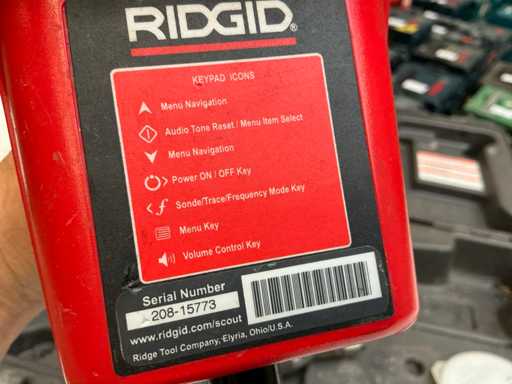 RIDGID®
KEYPAD ICONS
Menu Navigation
Audio Tone Reset / Menu Item Select
Menu Navigation
Power ON / OFF Key
Sonde/Trace/Frequency Mode Key
Menu Key
Volume Control Key
Serial Number
208-15773
www.ridgid.com/scout
Ridge Tool Company, Elyria, Ohio/U.S.A.